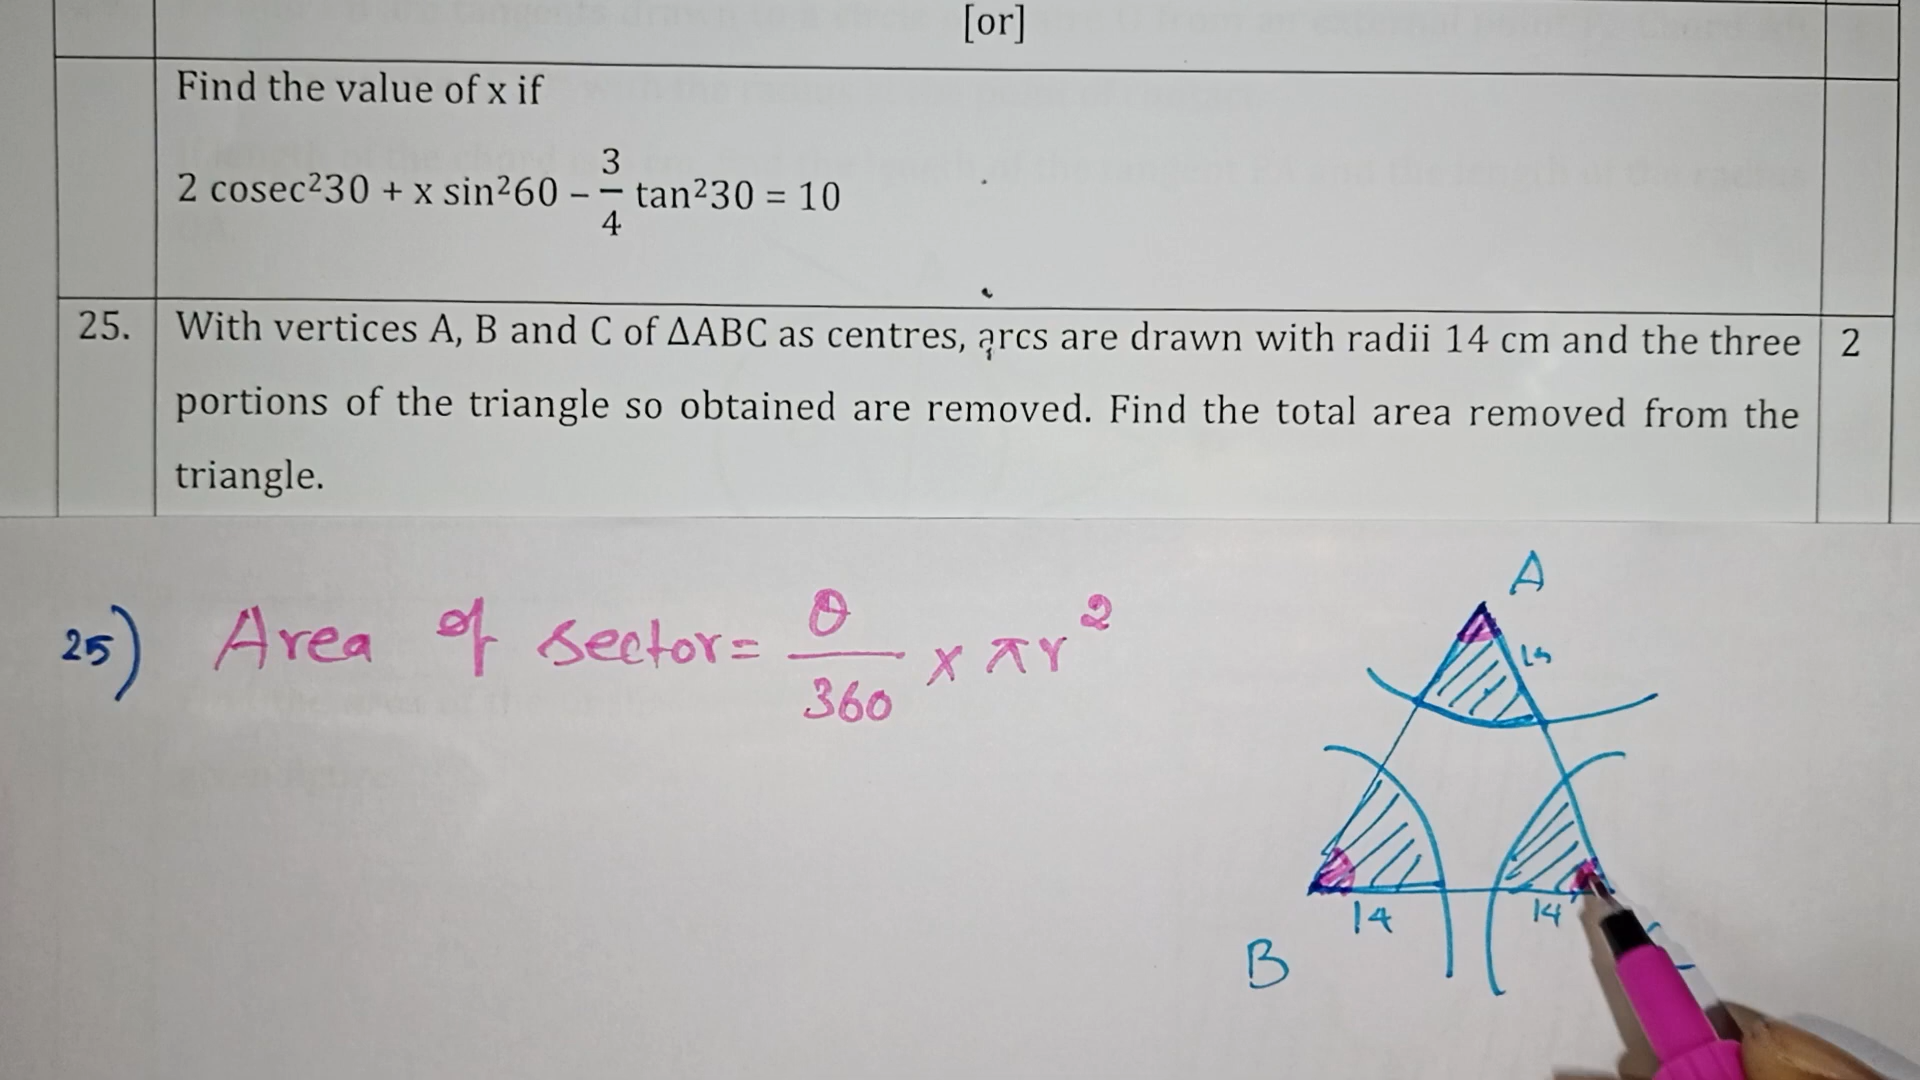 [or]
Find the value of x if
2 cosec²30 + x sin²60 – 3/4 tan²30 = 10
25. With vertices A, B and C of ΔABC as centres, arcs are drawn with radii 14 cm and the three 2
portions of the triangle so obtained are removed. Find the total area removed from the
triangle.
25) Area of sector = θ/360 × πr²
A
14
14
B